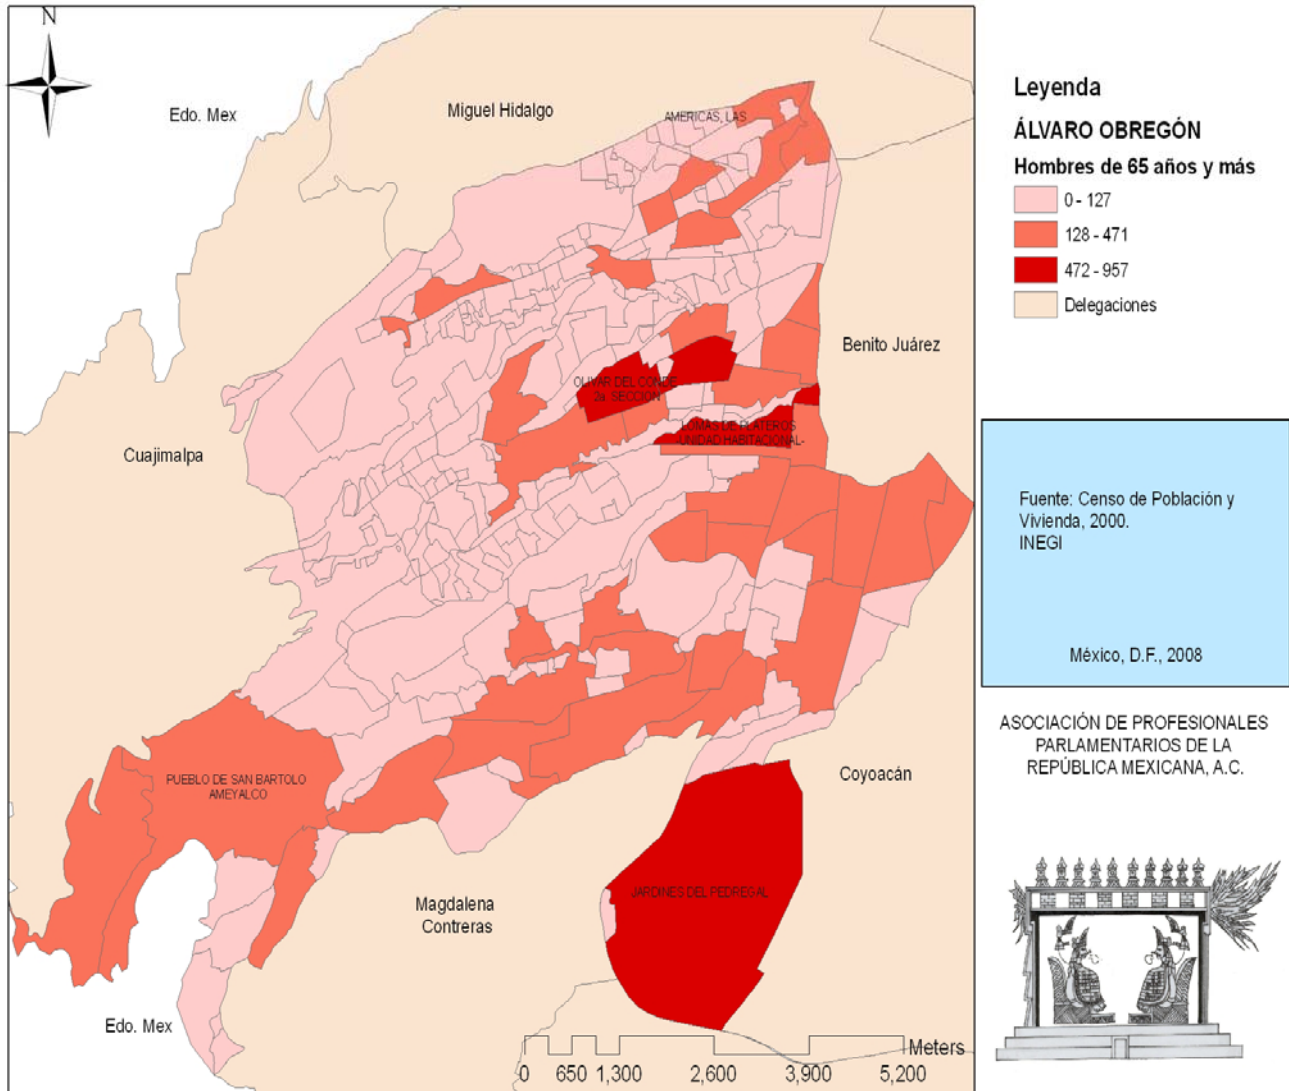 N
Edo. Mex
Miguel Hidalgo
AMERICAS, LAS
Benito Juárez
OLIVAR DEL CONDE
2a. SECCIÓN
LOMAS DE PLATEROS
-UNIDAD HABITACIONAL-
Cuajimalpa
PUEBLO DE SAN BARTOLO
AMEYALCO
Coyoacán
JARDINES DEL PEDREGAL
Magdalena
Contreras
Edo. Mex
Meters
0 650 1,300 2,600 3,900 5,200
Leyenda
ÁLVARO OBREGÓN
Hombres de 65 años y más
0 - 127
128 - 471
472 - 957
Delegaciones
Fuente: Censo de Población y
Vivienda, 2000.
INEGI
México, D.F., 2008
ASOCIACIÓN DE PROFESIONALES
PARLAMENTARIOS DE LA
REPÚBLICA MEXICANA, A.C.